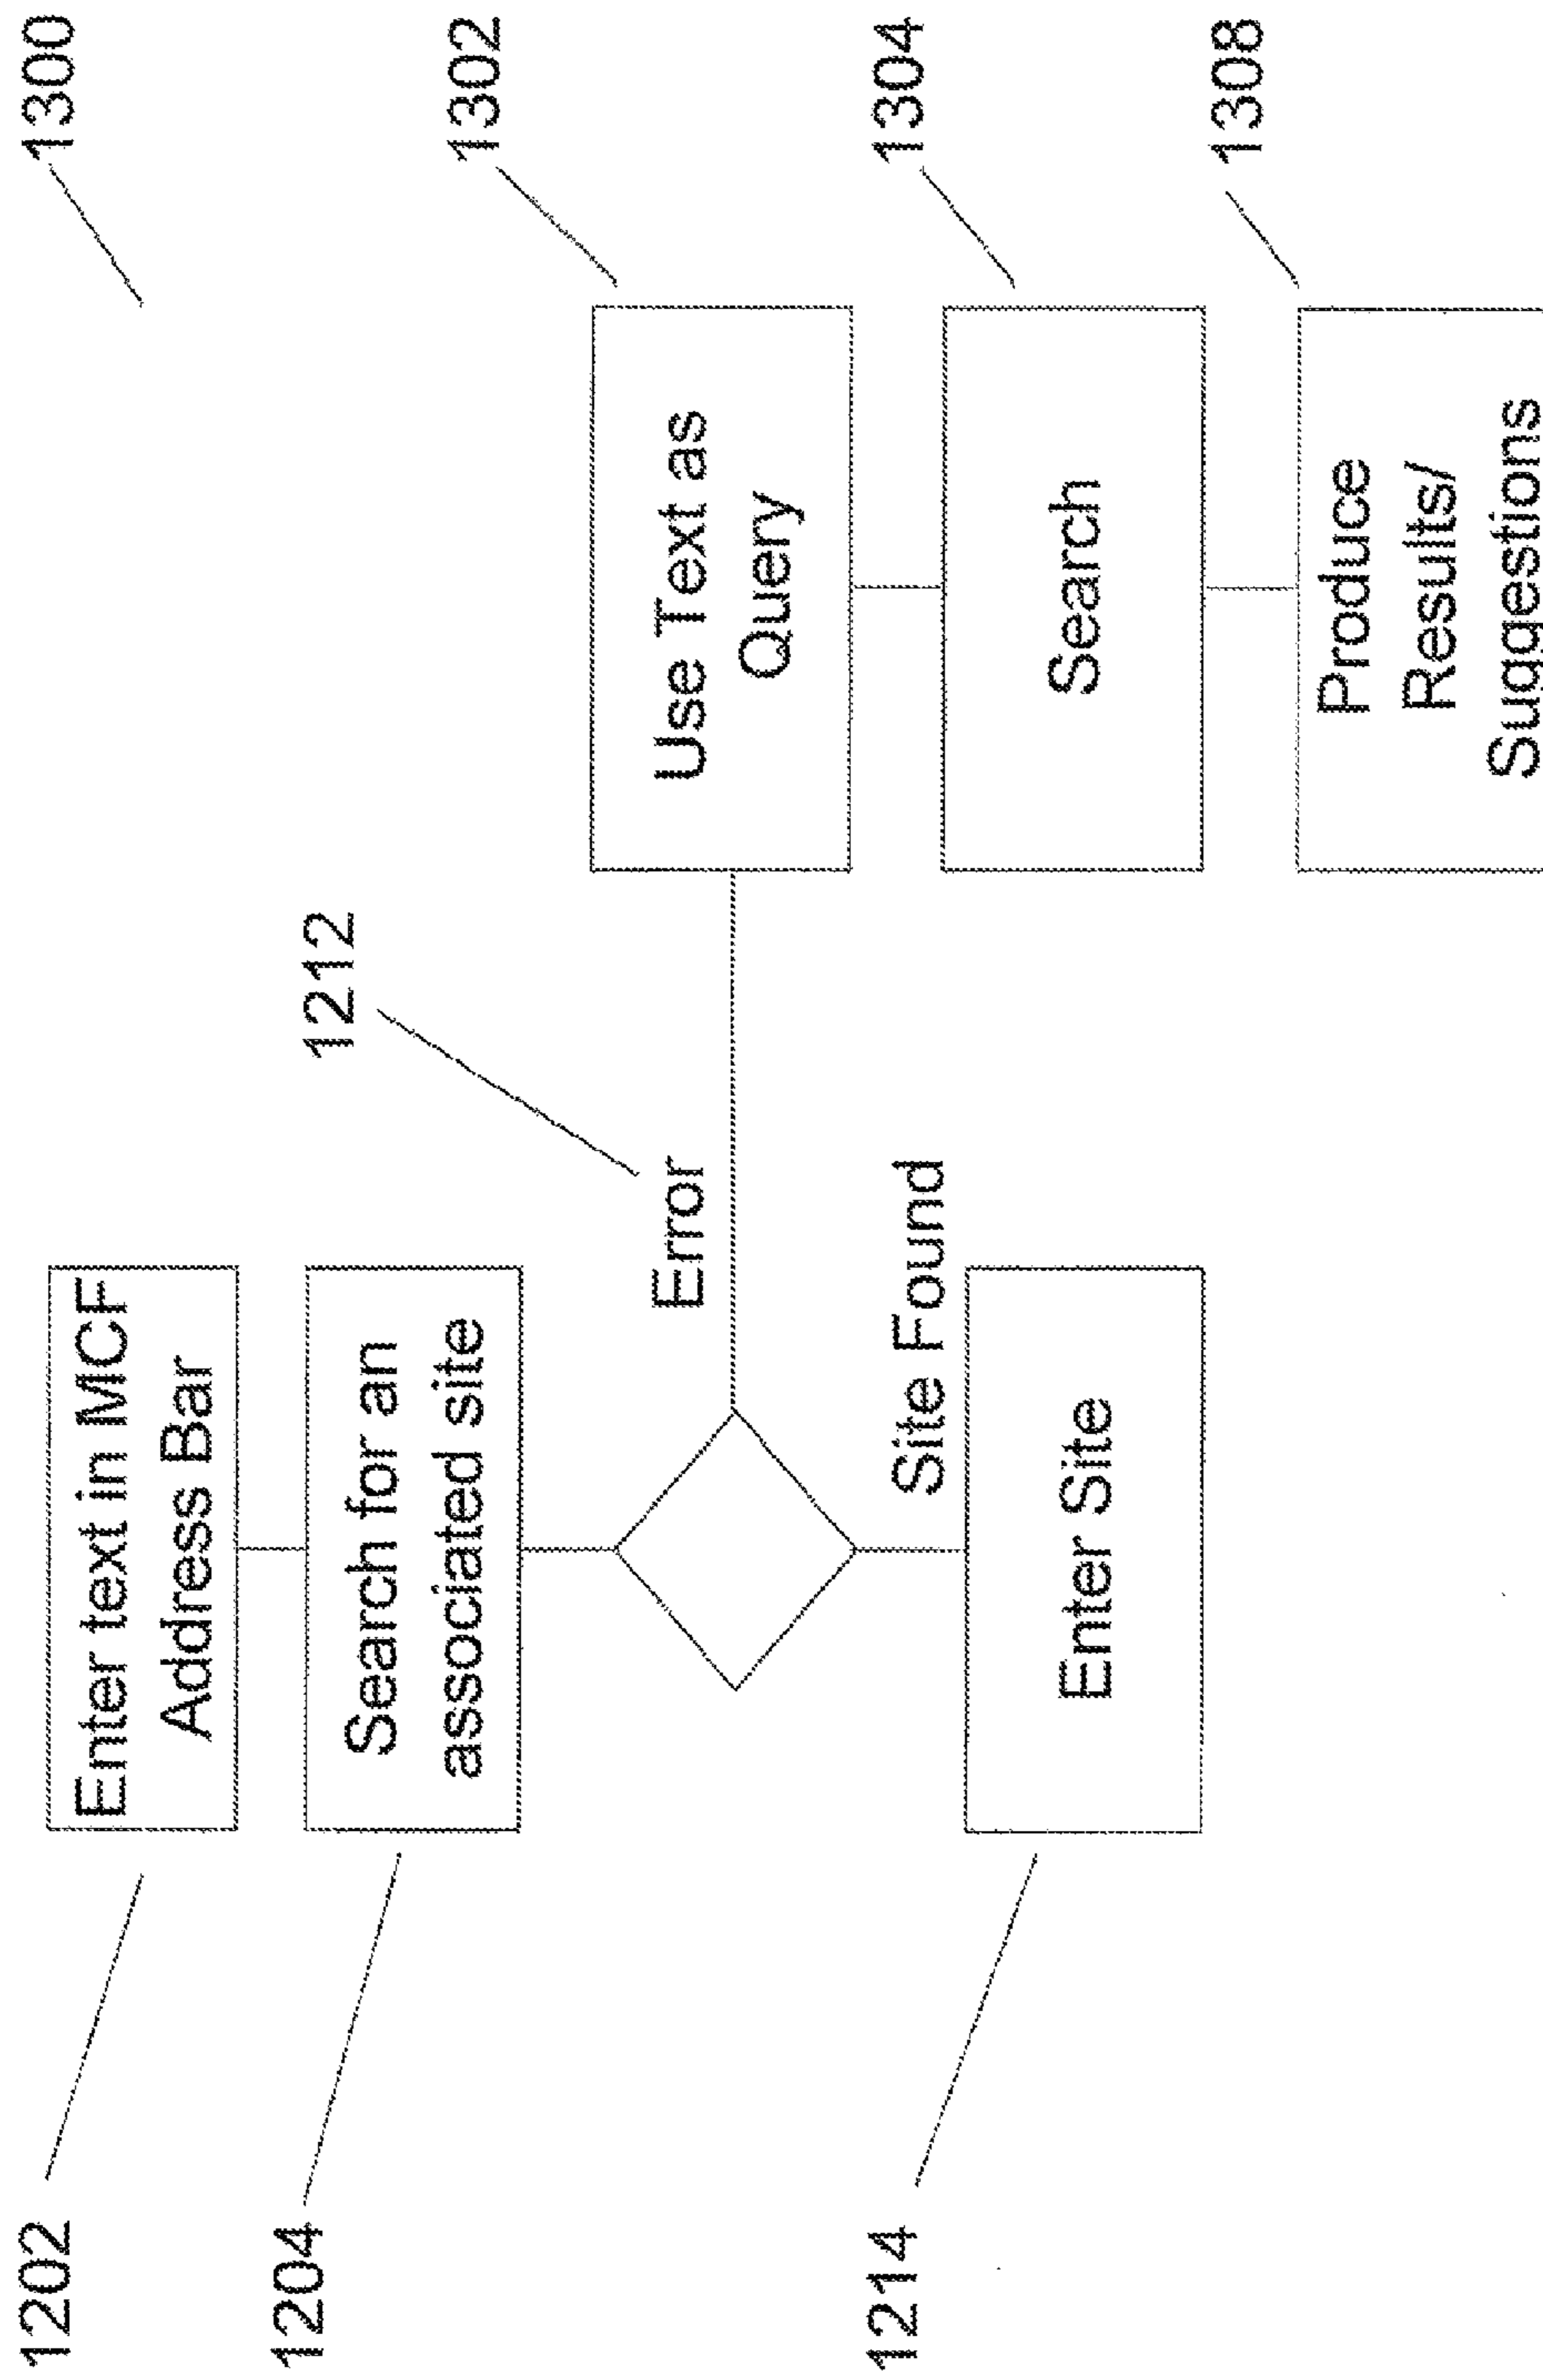 1300
1202
Enter text in MCF
Address Bar
1204
Search for an
associated site
1212
Error
1302
Use Text as
Query
1304
Search
Site Found
1214
Enter Site
1308
Produce
Results/
Suggestions